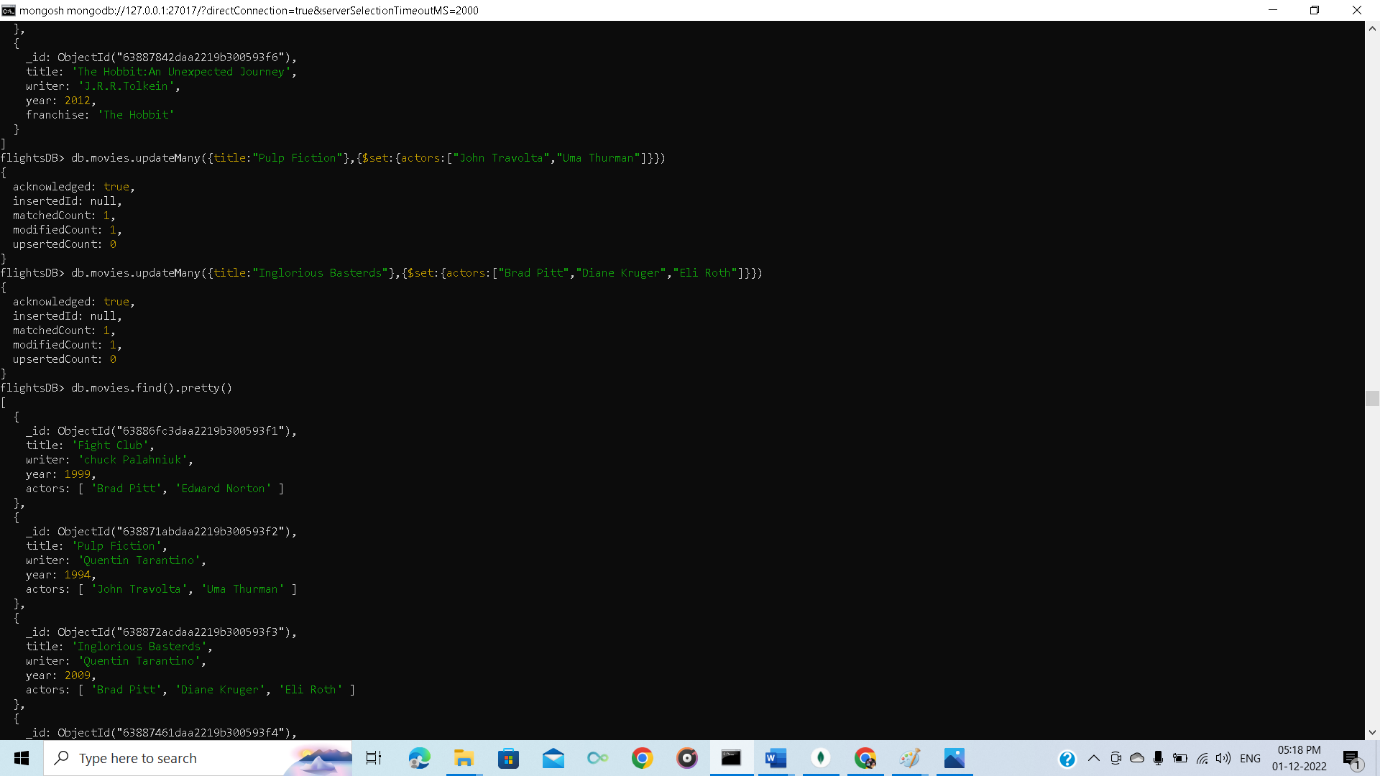 mongosh mongodb://127.0.0.1:27017/?directConnection=true&serverSelectionTimeoutMS=2000
},
{
_id: ObjectId("63887842daa2219b300593f6"),
title: 'The Hobbit:An Unexpected Journey',
writer: 'J.R.R.Tolkein',
year: 2012,
franchise: 'The Hobbit'
}
]
flightsDB> db.movies.updateMany({title:"Pulp Fiction"},{$set:{actors:["John Travolta","Uma Thurman"]}})
{
acknowledged: true,
insertedId: null,
matchedCount: 1,
modifiedCount: 1,
upsertedCount: 0
}
flightsDB> db.movies.updateMany({title:"Inglorious Basterds"},{$set:{actors:["Brad Pitt","Diane Kruger","Eli Roth"]}})
{
acknowledged: true,
insertedId: null,
matchedCount: 1,
modifiedCount: 1,
upsertedCount: 0
}
flightsDB> db.movies.find().pretty()
[
{
_id: ObjectId("63886fc3daa2219b300593f1"),
title: 'Fight Club',
writer: 'chuck Palahniuk',
year: 1999,
actors: [ 'Brad Pitt', 'Edward Norton' ]
},
{
_id: ObjectId("638871abdaa2219b300593f2"),
title: 'Pulp Fiction',
writer: 'Quentin Tarantino',
year: 1994,
actors: [ 'John Travolta', 'Uma Thurman' ]
},
{
_id: ObjectId("638872acdaa2219b300593f3"),
title: 'Inglorious Basterds',
writer: 'Quentin Tarantino',
year: 2009,
actors: [ 'Brad Pitt', 'Diane Kruger', 'Eli Roth' ]
},
{
_id: ObjectId("63887461daa2219b300593f4"),
Type here to search
ENG
05:18 PM
01-12-2022
1